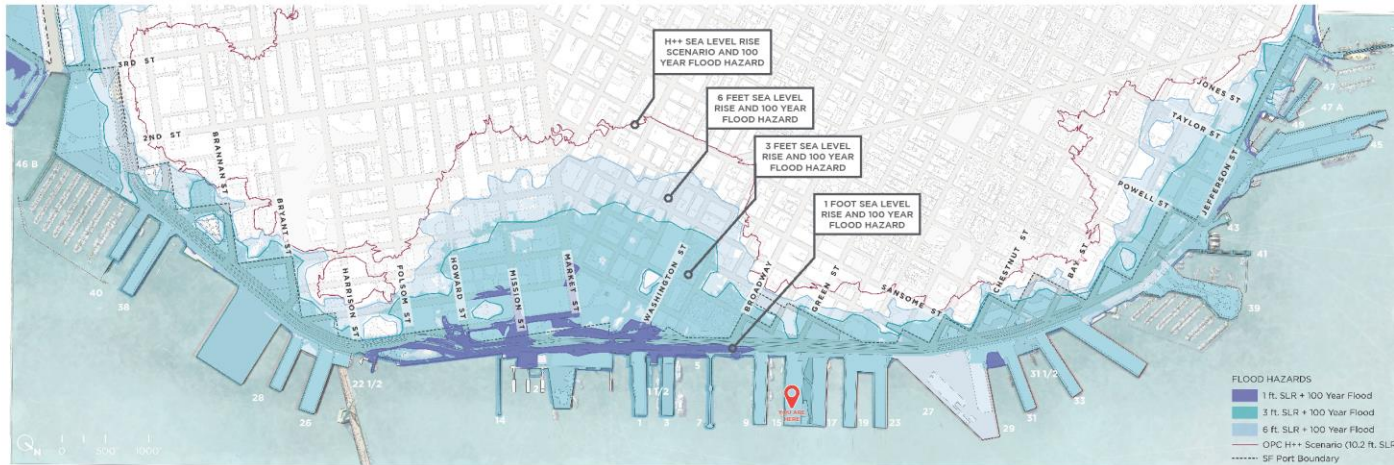 H++ SEA LEVEL RISE
SCENARIO AND 100
YEAR FLOOD HAZARD
6 FEET SEA LEVEL
RISE AND 100 YEAR
FLOOD HAZARD
3 FEET SEA LEVEL
RISE AND 100 YEAR
FLOOD HAZARD
1 FOOT SEA LEVEL
RISE AND 100 YEAR
FLOOD HAZARD
3RD ST
2ND ST
BRANNAN ST
BRYANT ST
HARRISON ST
FOLSOM ST
HOWARD ST
MISSION ST
MARKET ST
WASHINGTON ST
BROADWAY
GREEN ST
SANSOME ST
CHESTNUT ST
BAY ST
POWELL ST
TAYLOR ST
JONES ST
JEFFERSON ST
46 B
40
38
28
26
22 1/2
14
2
1
1 1/2
3
5
7
9
15
YOU ARE
HERE
17
19
23
27
29
31
31 1/2
33
39
41
43
45
47 A
47
N
0 500' 1000'
FLOOD HAZARDS
1 ft. SLR + 100 Year Flood
3 ft. SLR + 100 Year Flood
6 ft. SLR + 100 Year Flood
OPC H++ Scenario (10.2 ft. SLR
SF Port Boundary